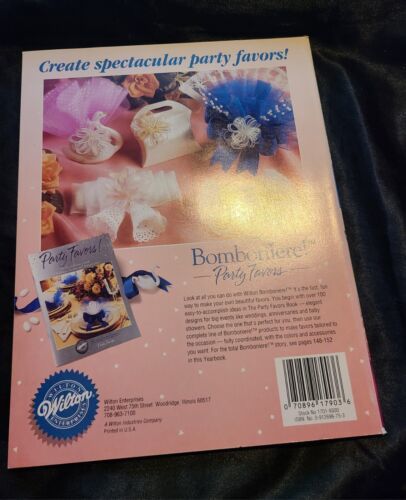 Create spectacular party favors!
Bomboniere!™
Party Favors
Party Favors!
Look at all you can do with Wilton Bomboniere!™ It's the fast, fun
way to make your own beautiful favors. You begin with over 100
easy-to-accomplish ideas in The Party Favors Book — elegant
designs for big events like weddings, anniversaries and baby
showers. Choose the one that's perfect for you, then use our
complete line of Bomboniere!™ products to make favors tailored to
the occasion — fully coordinated, with the colors and accessories
you want. For the total Bomboniere!™ story, see pages 148-152
in this Yearbook.
WILTON
Wilton
ENTERPRISES
Wilton Enterprises
2240 West 75th Street, Woodridge, Illinois 60517
708-963-7100
A Wilton Industries Company
Printed in U.S.A.
0 70896 17903 6